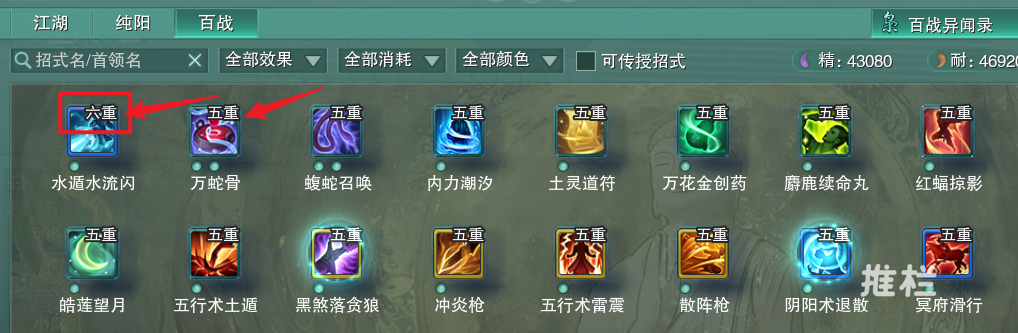 江湖 纯阳 百战 百战异闻录
招式名/首领名 全部效果 全部消耗 全部颜色 可传授招式 精: 43080 耐: 46920
六重 五重 五重 五重 五重 五重 五重 五重
水遁水流闪 万蛇骨 蝮蛇召唤 内力潮汐 土灵道符 万花金创药 麝鹿续命丸 红蝠掠影
五重 五重 五重 五重 五重 五重 五重 五重
皓莲望月 五行术土遁 黑煞落贪狼 冲炎枪 五行术雷震 散阵枪 阴阳术退散 冥府滑行
推栏